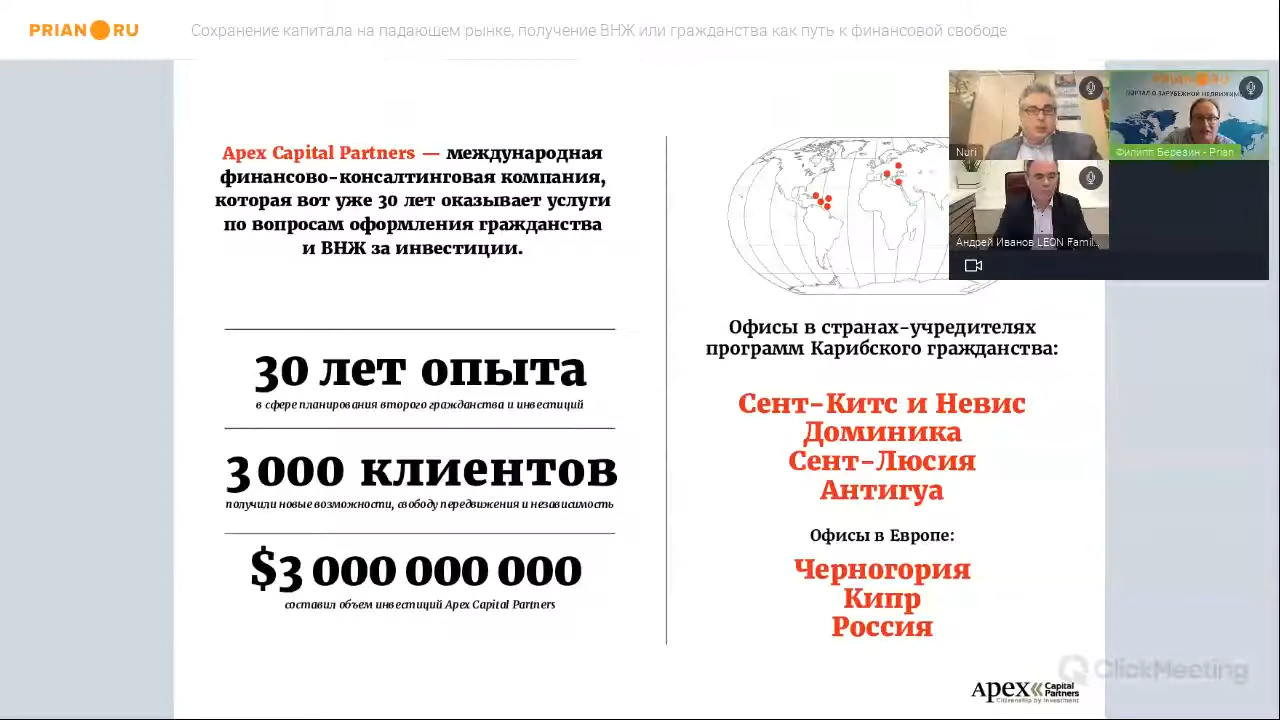 PRIAN RU
Сохранение капитала на падающем рынке, получение ВНЖ или гражданства как путь к финансовой свободе
Apex Capital Partners — международная
финансово-консалтинговая компания,
которая вот уже 30 лет оказывает услуги
по вопросам оформления гражданства
и ВНЖ за инвестиции.
30 лет опыта
в сфере планирования второго гражданства и инвестиций
3 000 клиентов
получили новые возможности, свободу передвижения и независимость
$3 000 000 000
составил объем инвестиций Apex Capital Partners
PRIAN RU
ПОРТАЛ О ЗАРУБЕЖНОЙ НЕДВИЖИМ
Nuri
Филипп Березин - Prian
Андрей Иванов LEON Famil...
Офисы в странах-учредителях
программ Карибского гражданства:
Сент-Китс и Невис
Доминика
Сент-Люсия
Антигуа
Офисы в Европе:
Черногория
Кипр
Россия
ClickMeeting
Apex Capital
Partners
Citizenship by Investment